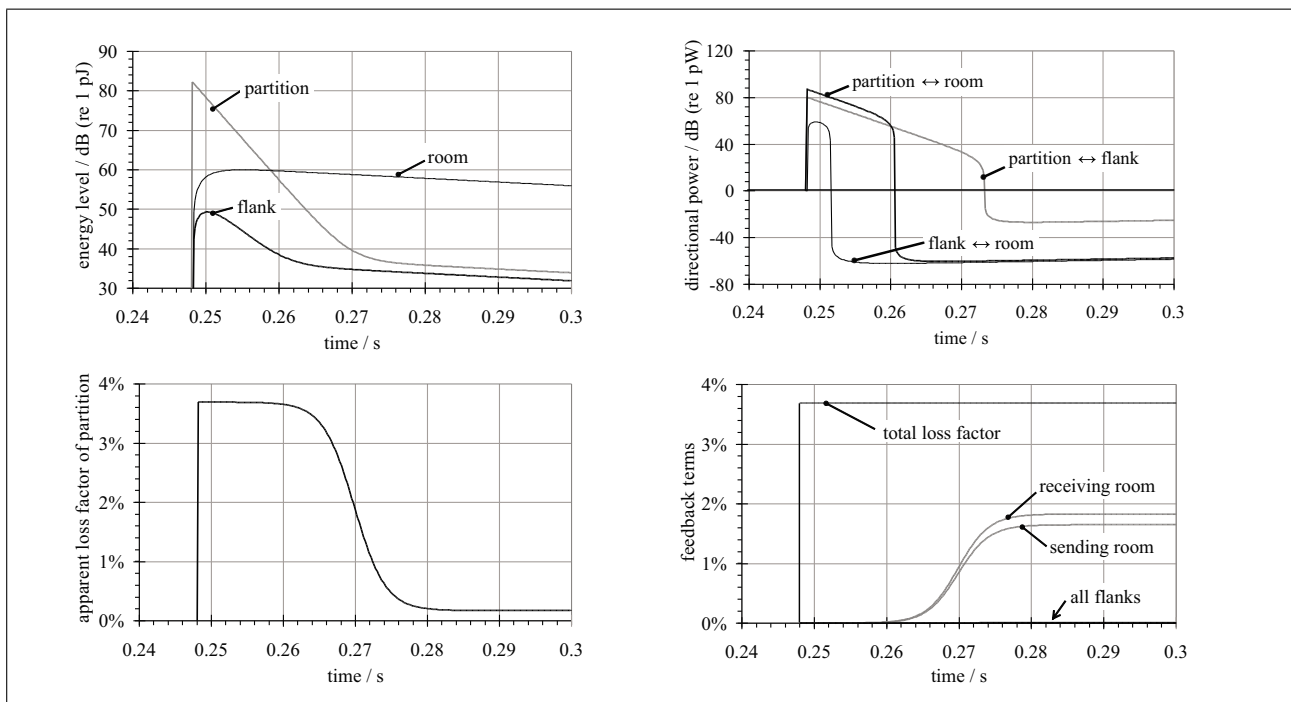 energy level / dB (re 1 pJ)
90
80
70
60
50
40
30
partition
room
flank
0.24 0.25 0.26 0.27 0.28 0.29 0.3
time / s
directional power / dB (re 1 pW)
120
80
40
0
-40
-80
partition ↔ room
partition ↔ flank
flank ↔ room
0.24 0.25 0.26 0.27 0.28 0.29 0.3
time / s
apparent loss factor of partition
4%
3%
2%
1%
0%
0.24 0.25 0.26 0.27 0.28 0.29 0.3
time / s
feedback terms
4%
3%
2%
1%
0%
total loss factor
receiving room
sending room
all flanks
0.24 0.25 0.26 0.27 0.28 0.29 0.3
time / s